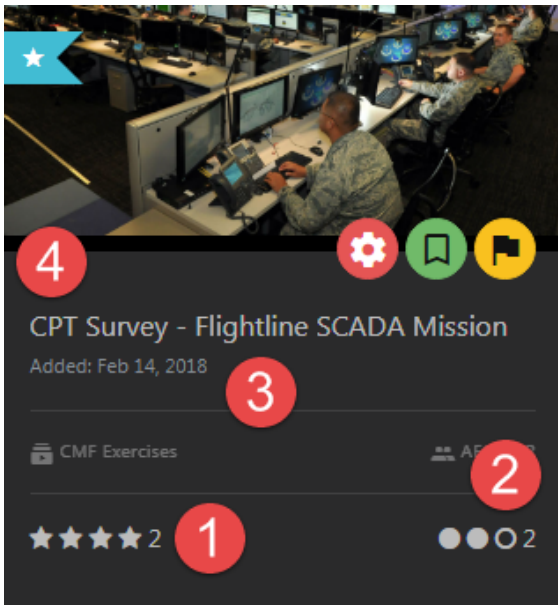 4
CPT Survey - Flightline SCADA Mission
Added: Feb 14, 2018
3
CMF Exercises
2
2
1
2